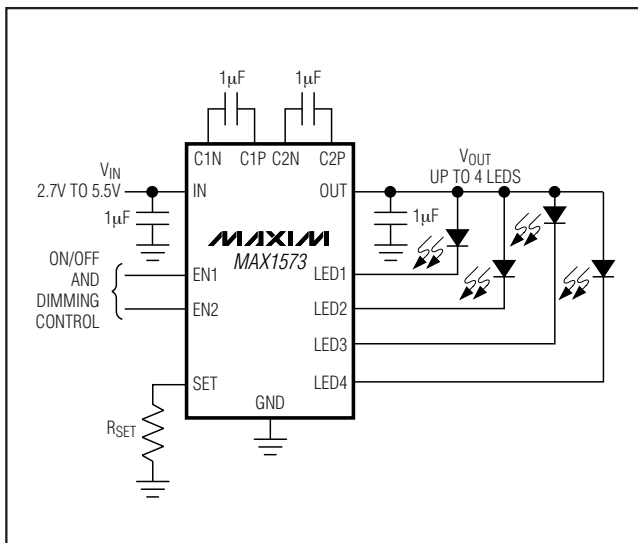 1μF
1μF
C1N C1P C2N C2P
VIN
2.7V TO 5.5V
IN
OUT
VOUT
UP TO 4 LEDS
1μF
1μF
MAXIM
MAX1573
ON/OFF
AND
DIMMING
CONTROL
EN1
EN2
LED1
LED2
LED3
LED4
SET
GND
RSET